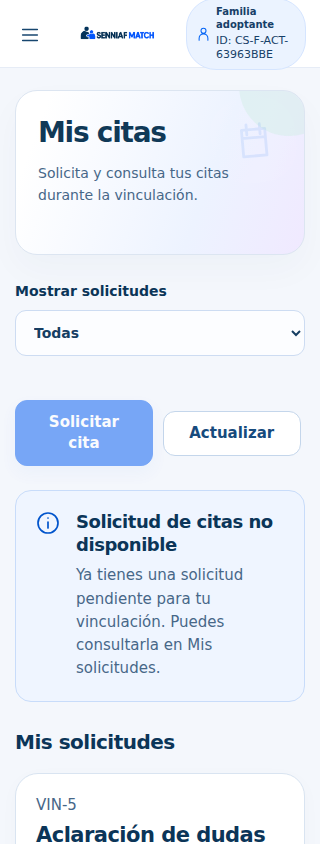 SENNIAF MATCH
Familia
adoptante
ID: CS-F-ACT-
63963BBE
Mis citas
Solicita y consulta tus citas
durante la vinculación.
Mostrar solicitudes
Todas
Solicitar
cita
Actualizar
Solicitud de citas no
disponible
Ya tienes una solicitud
pendiente para tu
vinculación. Puedes
consultarla en Mis
solicitudes.
Mis solicitudes
VIN-5
Aclaración de dudas